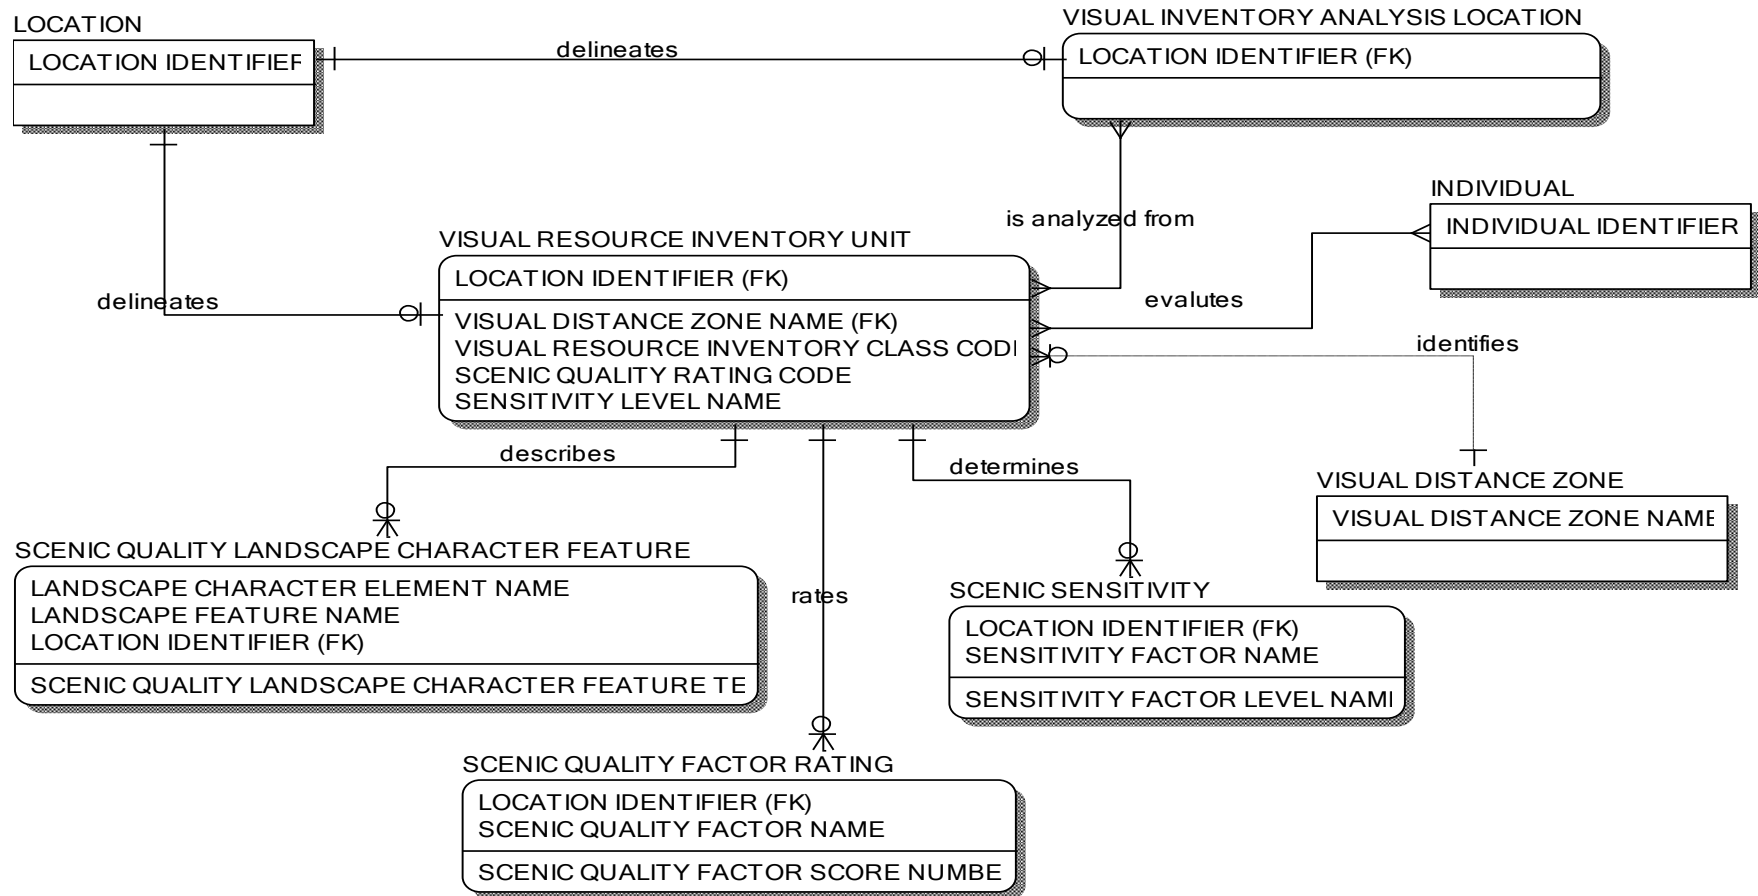 LOCATION
LOCATION IDENTIFIER
delineates
VISUAL INVENTORY ANALYSIS LOCATION
LOCATION IDENTIFIER (FK)
is analyzed from
INDIVIDUAL
INDIVIDUAL IDENTIFIER
evalutes
delineates
VISUAL RESOURCE INVENTORY UNIT
LOCATION IDENTIFIER (FK)
VISUAL DISTANCE ZONE NAME (FK)
VISUAL RESOURCE INVENTORY CLASS CODI
SCENIC QUALITY RATING CODE
SENSITIVITY LEVEL NAME
identifies
VISUAL DISTANCE ZONE
VISUAL DISTANCE ZONE NAME
describes
determines
rates
SCENIC QUALITY LANDSCAPE CHARACTER FEATURE
LANDSCAPE CHARACTER ELEMENT NAME
LANDSCAPE FEATURE NAME
LOCATION IDENTIFIER (FK)
SCENIC QUALITY LANDSCAPE CHARACTER FEATURE TE
SCENIC SENSITIVITY
LOCATION IDENTIFIER (FK)
SENSITIVITY FACTOR NAME
SENSITIVITY FACTOR LEVEL NAMI
SCENIC QUALITY FACTOR RATING
LOCATION IDENTIFIER (FK)
SCENIC QUALITY FACTOR NAME
SCENIC QUALITY FACTOR SCORE NUMBE